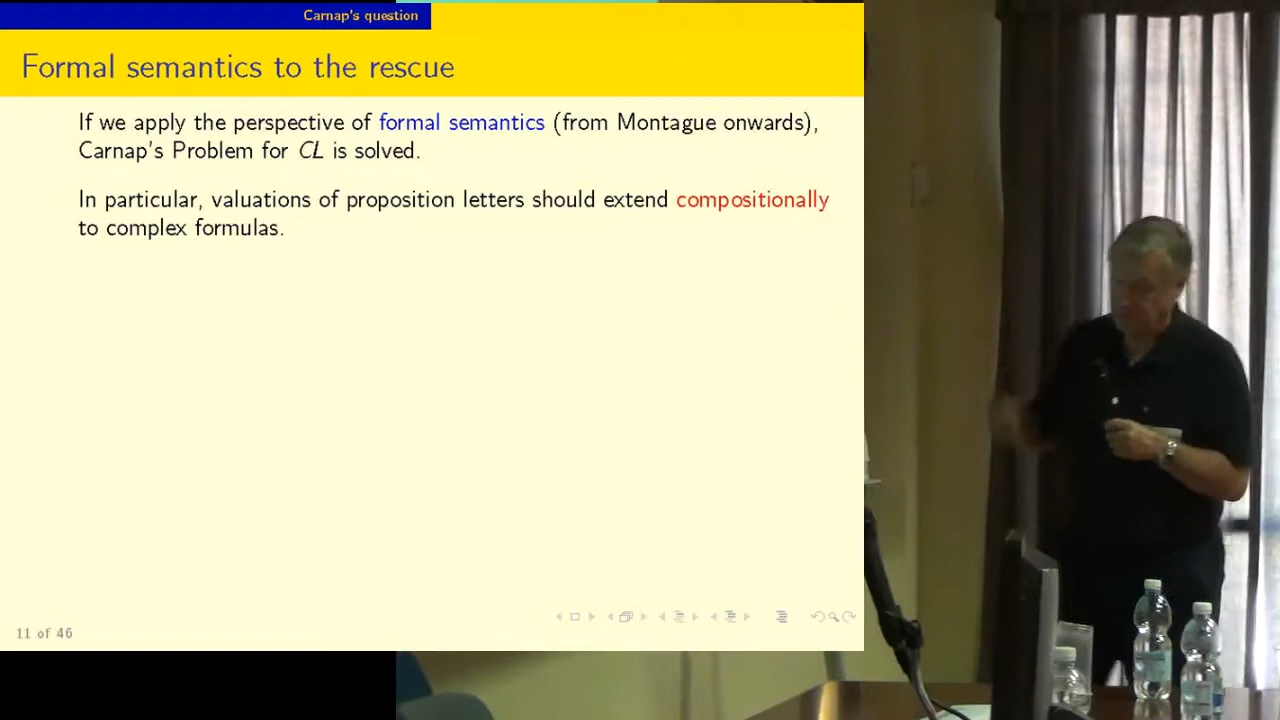 Carnap's question
Formal semantics to the rescue
If we apply the perspective of formal semantics (from Montague onwards),
Carnap's Problem for CL is solved.
In particular, valuations of proposition letters should extend compositionally
to complex formulas.
11 of 46